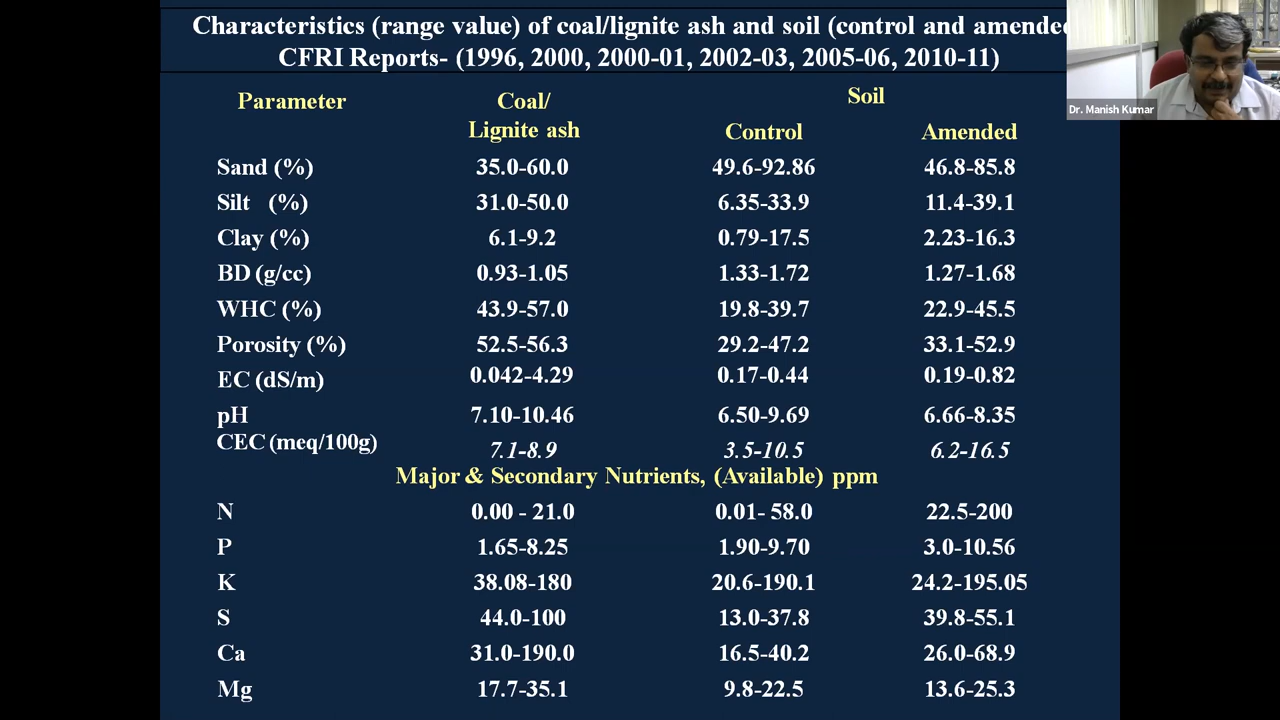 Characteristics (range value) of coal/lignite ash and soil (control and amended
CFRI Reports- (1996, 2000, 2000-01, 2002-03, 2005-06, 2010-11)
Dr. Manish Kumar
Parameter Coal/ Soil
Lignite ash Control Amended
Sand (%) 35.0-60.0 49.6-92.86 46.8-85.8
Silt (%) 31.0-50.0 6.35-33.9 11.4-39.1
Clay (%) 6.1-9.2 0.79-17.5 2.23-16.3
BD (g/cc) 0.93-1.05 1.33-1.72 1.27-1.68
WHC (%) 43.9-57.0 19.8-39.7 22.9-45.5
Porosity (%) 52.5-56.3 29.2-47.2 33.1-52.9
EC (dS/m) 0.042-4.29 0.17-0.44 0.19-0.82
pH 7.10-10.46 6.50-9.69 6.66-8.35
CEC (meq/100g) 7.1-8.9 3.5-10.5 6.2-16.5
Major & Secondary Nutrients, (Available) ppm
N 0.00 - 21.0 0.01- 58.0 22.5-200
P 1.65-8.25 1.90-9.70 3.0-10.56
K 38.08-180 20.6-190.1 24.2-195.05
S 44.0-100 13.0-37.8 39.8-55.1
Ca 31.0-190.0 16.5-40.2 26.0-68.9
Mg 17.7-35.1 9.8-22.5 13.6-25.3